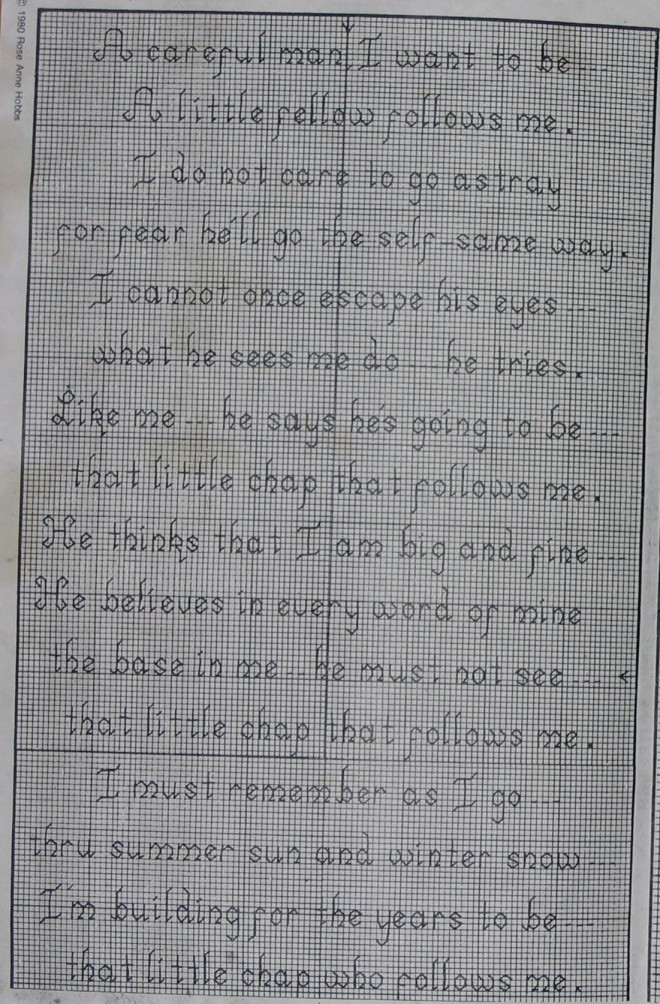 © 1980 Rose Anne Hobbs
A careful man I want to be---
A little fellow follows me.
I do not care to go astray
for fear he'll go the self-same way.
I cannot once escape his eyes---
what he sees me do---he tries.
Like me---he says he's going to be---
that little chap that follows me.
He thinks that I am big and fine---
He believes in every word of mine
the base in me---he must not see---
that little chap that follows me.
I must remember as I go---
thru summer sun and winter snow---
I'm building for the years to be---
that little chap who follows me.